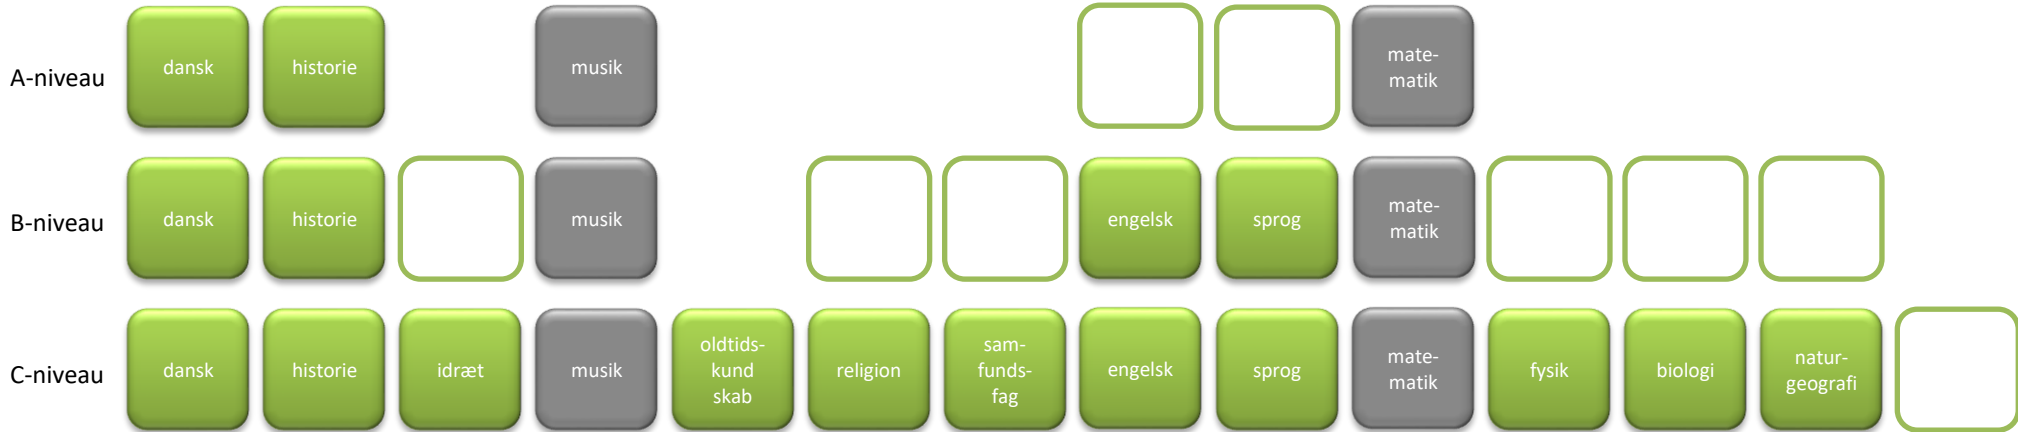 A-niveau
dansk
historie
musik
mate-
matik
B-niveau
dansk
historie
musik
engelsk
sprog
mate-
matik
C-niveau
dansk
historie
idræt
musik
oldtids-
kund
skab
religion
sam-
funds-
fag
engelsk
sprog
mate-
matik
fysik
biologi
natur-
geografi